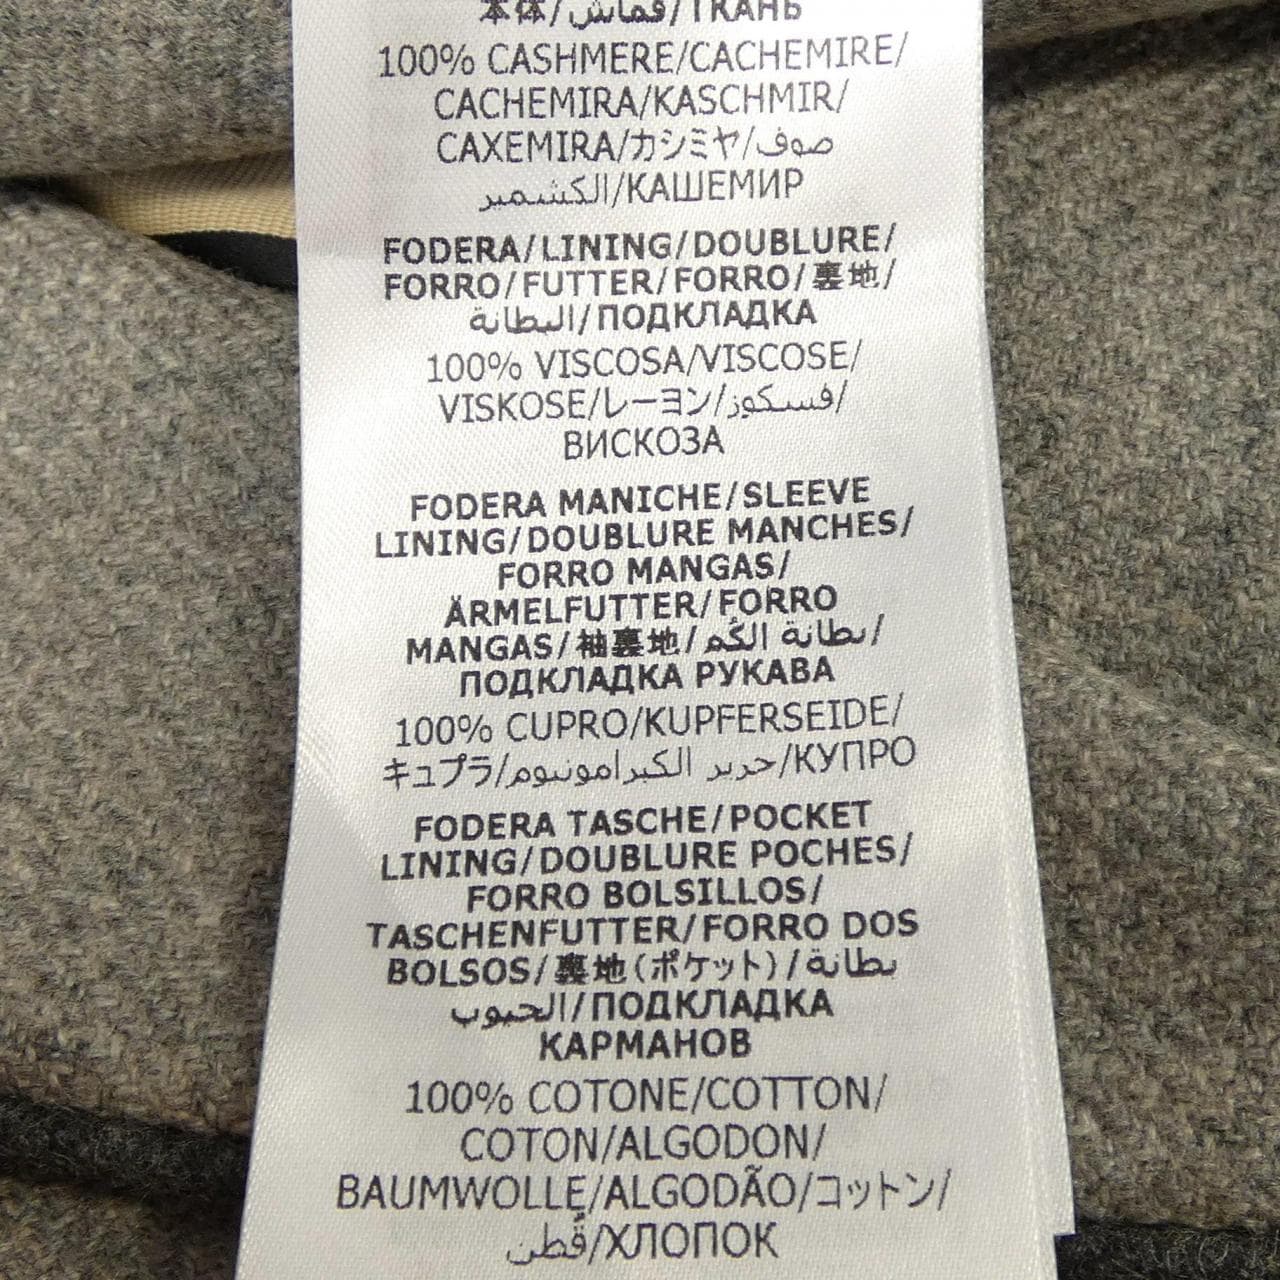 本体/قماش/ТКАНЬ
100% CASHMERE/CACHEMIRE/
CACHEMIRA/KASCHMIR/
CAXEMIRA/カシミヤ/صوف
الكشمير/КАШЕМИР
FODERA/LINING/DOUBLURE/
FORRO/FUTTER/FORRO/裏地/
البطانة/ПОДКЛАДКА
100% VISCOSA/VISCOSE/
VISKOSE/レーヨン/فسكوز/
ВИСКОЗА
FODERA MANICHE/SLEEVE
LINING/DOUBLURE MANCHES/
FORRO MANGAS/
ÄRMELFUTTER/FORRO
MANGAS/袖裏地/بطانة الكُم/
ПОДКЛАДКА РУКАВА
100% CUPRO/KUPFERSEIDE/
キュプラ/حرير الكبرامونيوم/КУПРО
FODERA TASCHE/POCKET
LINING/DOUBLURE POCHES/
FORRO BOLSILLOS/
TASCHENFUTTER/FORRO DOS
BOLSOS/裏地(ポケット)/بطانة
الجيوب/ПОДКЛАДКА
КАРМАНОВ
100% COTONE/COTTON/
COTON/ALGODON/
BAUMWOLLE/ALGODÃO/コットン/
قُطن/ХЛОПОК